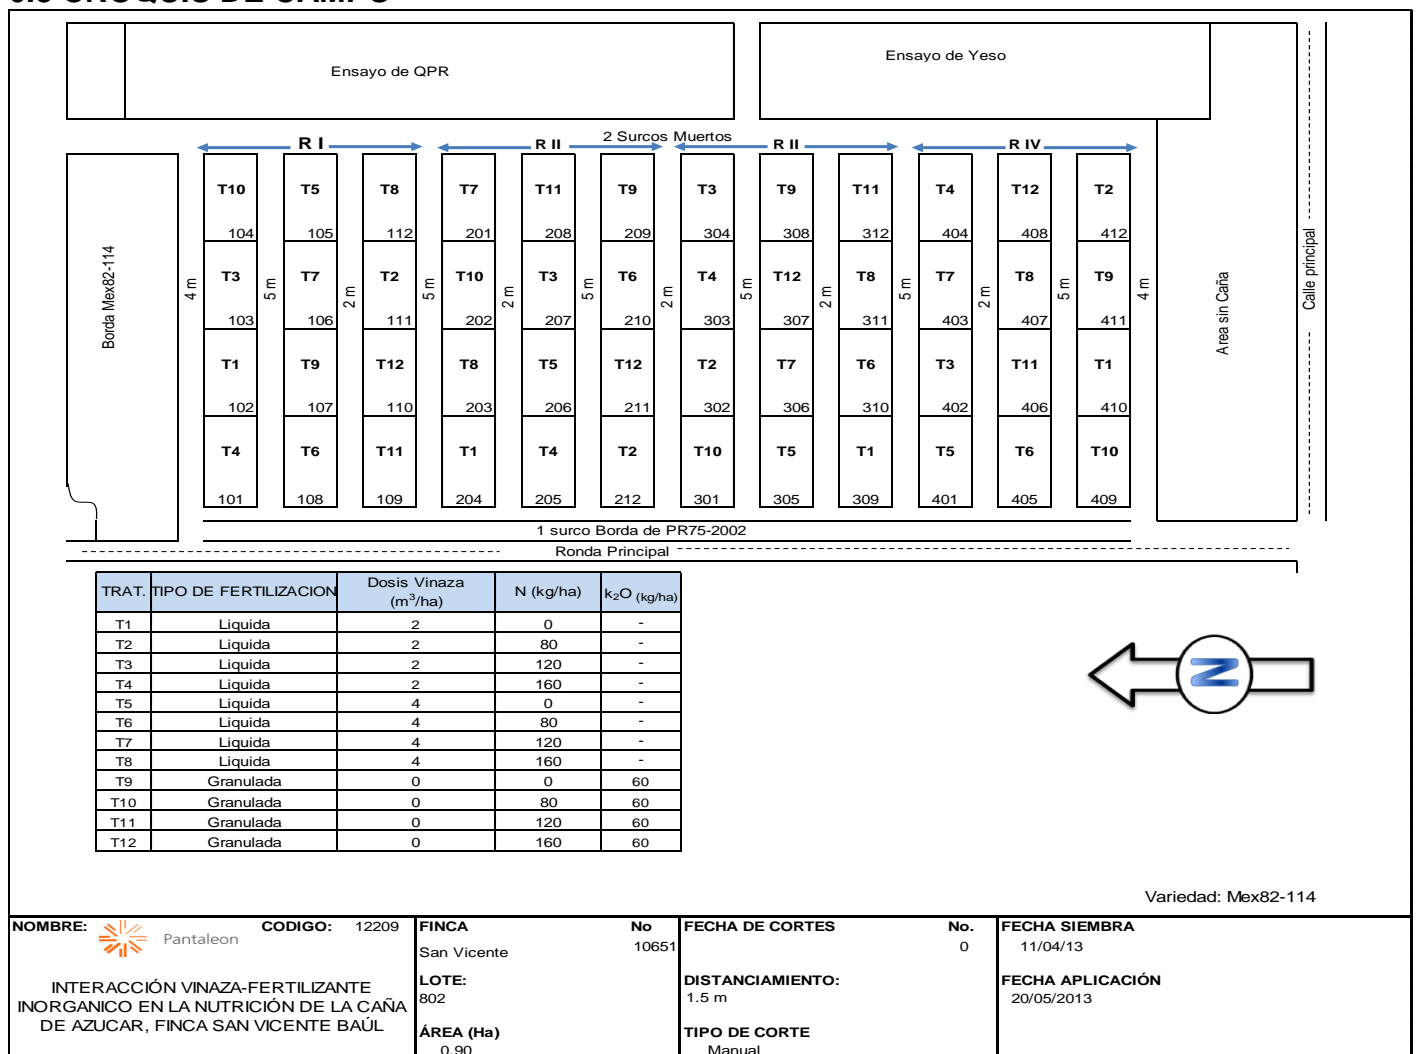 Ensayo de QPR
Ensayo de Yeso
2 Surcos Muertos
R I R II R II R IV
T10 T5 T8 T7 T11 T9 T3 T9 T11 T4 T12 T2
104 105 112 201 208 209 304 308 312 404 408 412
T3 T7 T2 T10 T3 T6 T4 T12 T8 T7 T8 T9
4 m 5 m 2 m 5 m 2 m 5 m 2 m 5 m 2 m 5 m 2 m 5 m 4 m
103 106 111 202 207 210 303 307 311 403 407 411
T1 T9 T12 T8 T5 T12 T2 T7 T6 T3 T11 T1
102 107 110 203 206 211 302 306 310 402 406 410
T4 T6 T11 T1 T4 T2 T10 T5 T1 T5 T6 T10
101 108 109 204 205 212 301 305 309 401 405 409
Borda Mex82-114
Area sin Caña
Calle principal
1 surco Borda de PR75-2002
Ronda Principal
TRAT. TIPO DE FERTILIZACION Dosis Vinaza (m³/ha) N (kg/ha) k₂O (kg/ha)
T1 Liquida 2 0 -
T2 Liquida 2 80 -
T3 Liquida 2 120 -
T4 Liquida 2 160 -
T5 Liquida 4 0 -
T6 Liquida 4 80 -
T7 Liquida 4 120 -
T8 Liquida 4 160 -
T9 Granulada 0 0 60
T10 Granulada 0 80 60
T11 Granulada 0 120 60
T12 Granulada 0 160 60
N
Variedad: Mex82-114
NOMBRE: Pantaleon CODIGO: 12209
INTERACCIÓN VINAZA-FERTILIZANTE
INORGANICO EN LA NUTRICIÓN DE LA CAÑA
DE AZUCAR, FINCA SAN VICENTE BAÚL
FINCA No
San Vicente 10651
LOTE:
802
ÁREA (Ha)
0.90
FECHA DE CORTES No.
0
DISTANCIAMIENTO:
1.5 m
TIPO DE CORTE
Manual
FECHA SIEMBRA
11/04/13
FECHA APLICACIÓN
20/05/2013